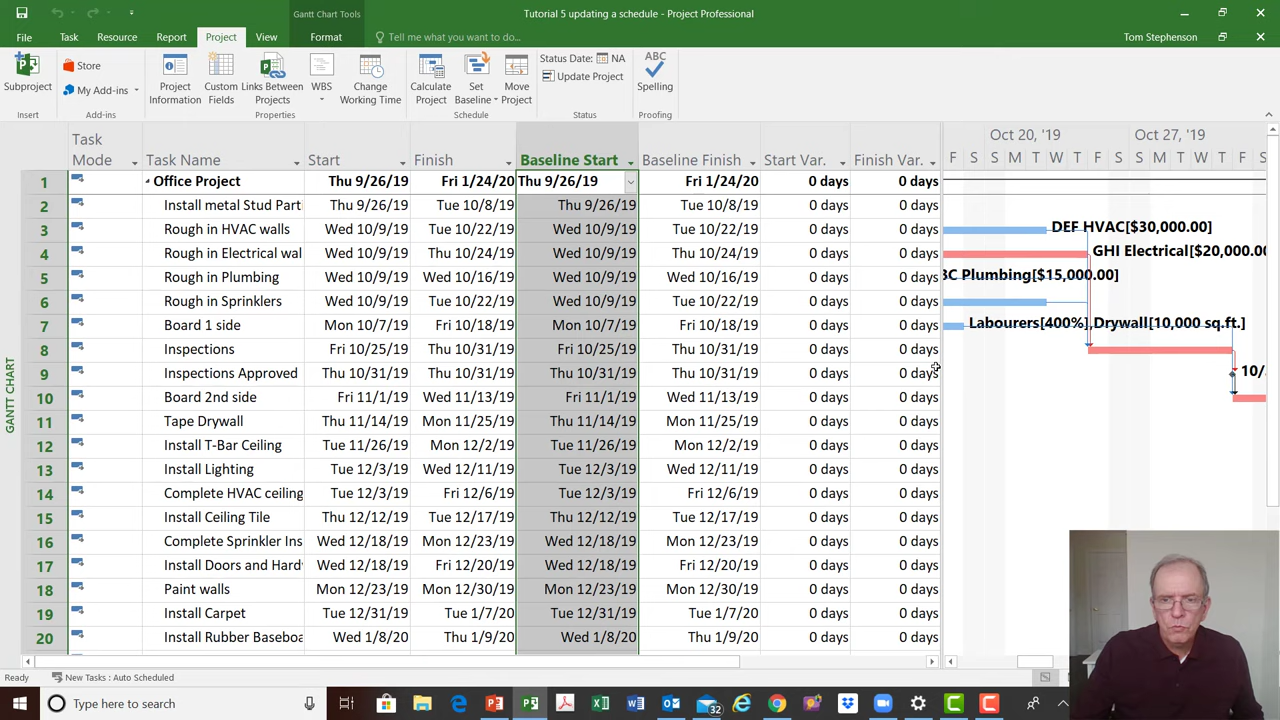 Gantt Chart Tools
Tutorial 5 updating a schedule - Project Professional
File Task Resource Report Project View Format Tell me what you want to do...
Tom Stephenson
Subproject
Store
My Add-ins
Project Information
Custom Fields
Links Between Projects
WBS
Change Working Time
Calculate Project
Set Baseline
Move Project
Status Date: NA
Update Project
ABC
Spelling
Insert Add-ins Properties Schedule Status Proofing
Task Mode Task Name Start Finish Baseline Start Baseline Finish Start Var. Finish Var.
Oct 20, '19 Oct 27, '19
F S S M T W T F S S M T W T F S
1 Office Project Thu 9/26/19 Fri 1/24/20 Thu 9/26/19 Fri 1/24/20 0 days 0 days
2 Install metal Stud Parti Thu 9/26/19 Tue 10/8/19 Thu 9/26/19 Tue 10/8/19 0 days 0 days
3 Rough in HVAC walls Wed 10/9/19 Tue 10/22/19 Wed 10/9/19 Tue 10/22/19 0 days 0 days DEF HVAC[$30,000.00]
4 Rough in Electrical wal Wed 10/9/19 Thu 10/24/19 Wed 10/9/19 Thu 10/24/19 0 days 0 days GHI Electrical[$20,000.00
5 Rough in Plumbing Wed 10/9/19 Wed 10/16/19 Wed 10/9/19 Wed 10/16/19 0 days 0 days BC Plumbing[$15,000.00]
6 Rough in Sprinklers Wed 10/9/19 Tue 10/22/19 Wed 10/9/19 Tue 10/22/19 0 days 0 days
7 Board 1 side Mon 10/7/19 Fri 10/18/19 Mon 10/7/19 Fri 10/18/19 0 days 0 days Labourers[400%],Drywall[10,000 sq.ft.]
8 Inspections Fri 10/25/19 Thu 10/31/19 Fri 10/25/19 Thu 10/31/19 0 days 0 days
9 Inspections Approved Thu 10/31/19 Thu 10/31/19 Thu 10/31/19 Thu 10/31/19 0 days 0 days 10/
10 Board 2nd side Fri 11/1/19 Wed 11/13/19 Fri 11/1/19 Wed 11/13/19 0 days 0 days
11 Tape Drywall Thu 11/14/19 Mon 11/25/19 Thu 11/14/19 Mon 11/25/19 0 days 0 days
12 Install T-Bar Ceiling Tue 11/26/19 Mon 12/2/19 Tue 11/26/19 Mon 12/2/19 0 days 0 days
13 Install Lighting Tue 12/3/19 Wed 12/11/19 Tue 12/3/19 Wed 12/11/19 0 days 0 days
14 Complete HVAC ceiling Tue 12/3/19 Fri 12/6/19 Tue 12/3/19 Fri 12/6/19 0 days 0 days
15 Install Ceiling Tile Thu 12/12/19 Tue 12/17/19 Thu 12/12/19 Tue 12/17/19 0 days 0 days
16 Complete Sprinkler Ins Wed 12/18/19 Mon 12/23/19 Wed 12/18/19 Mon 12/23/19 0 days 0 days
17 Install Doors and Hard Wed 12/18/19 Fri 12/20/19 Wed 12/18/19 Fri 12/20/19 0 days 0 days
18 Paint walls Mon 12/23/19 Mon 12/30/19 Mon 12/23/19 Mon 12/30/19 0 days 0 days
19 Install Carpet Tue 12/31/19 Tue 1/7/20 Tue 12/31/19 Tue 1/7/20 0 days 0 days
20 Install Rubber Baseboa Wed 1/8/20 Thu 1/9/20 Wed 1/8/20 Thu 1/9/20 0 days 0 days
GANTT CHART
Ready New Tasks : Auto Scheduled
Type here to search
32